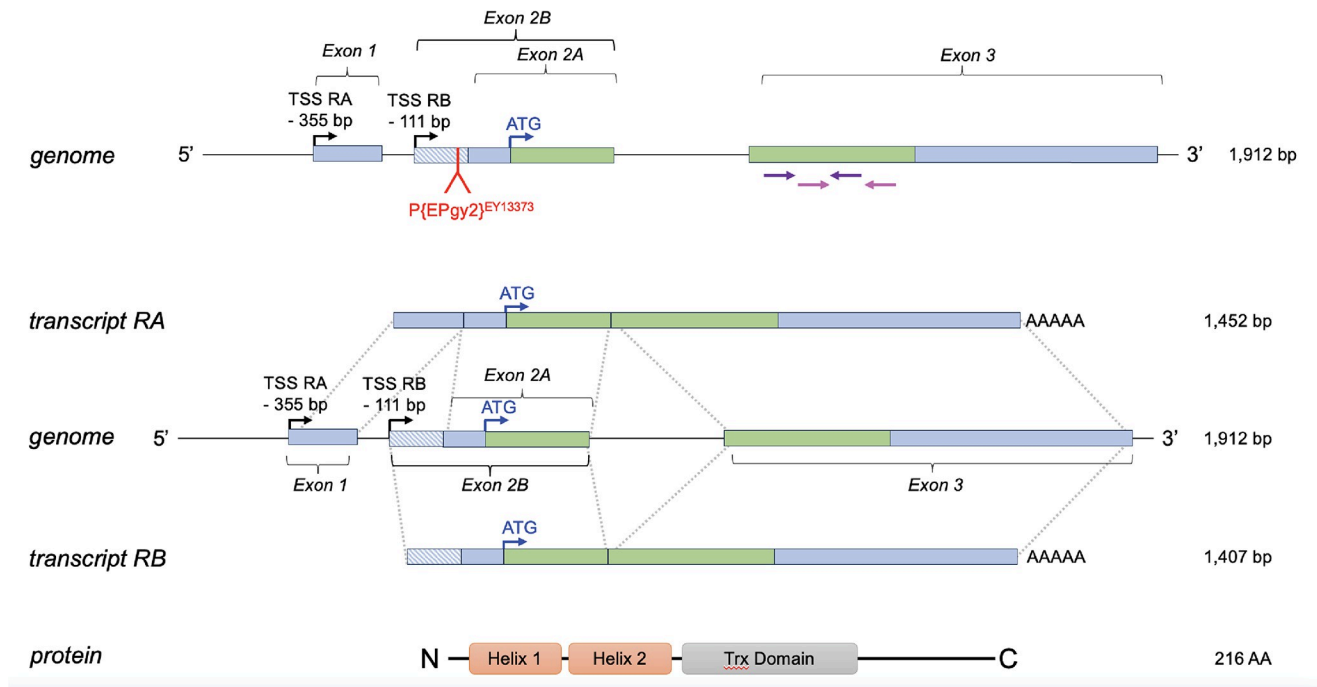 Exon 2B
Exon 1
Exon 2A
Exon 3
TSS RA
- 355 bp
TSS RB
- 111 bp
ATG
genome
5’
3’
1,912 bp
P{EPgy2}EY13373
transcript RA
ATG
AAAAA
1,452 bp
TSS RA
- 355 bp
TSS RB
- 111 bp
Exon 2A
ATG
genome
5’
3’
1,912 bp
Exon 1
Exon 2B
Exon 3
transcript RB
ATG
AAAAA
1,407 bp
protein
N
Helix 1
Helix 2
Trx Domain
C
216 AA